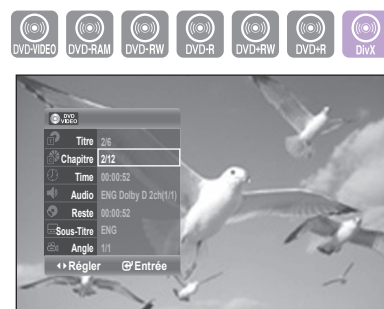 DVD-VIDEO DVD-RAM DVD-RW DVD-R DVD+RW DVD+R DivX
DVD VIDEO
Titre 2/6
Chapitre 2/12
Time 00:00:52
Audio ENG Dolby D 2ch(1/1)
Reste 00:00:52
Sous-Titre ENG
Angle 1/1
Régler Entrée